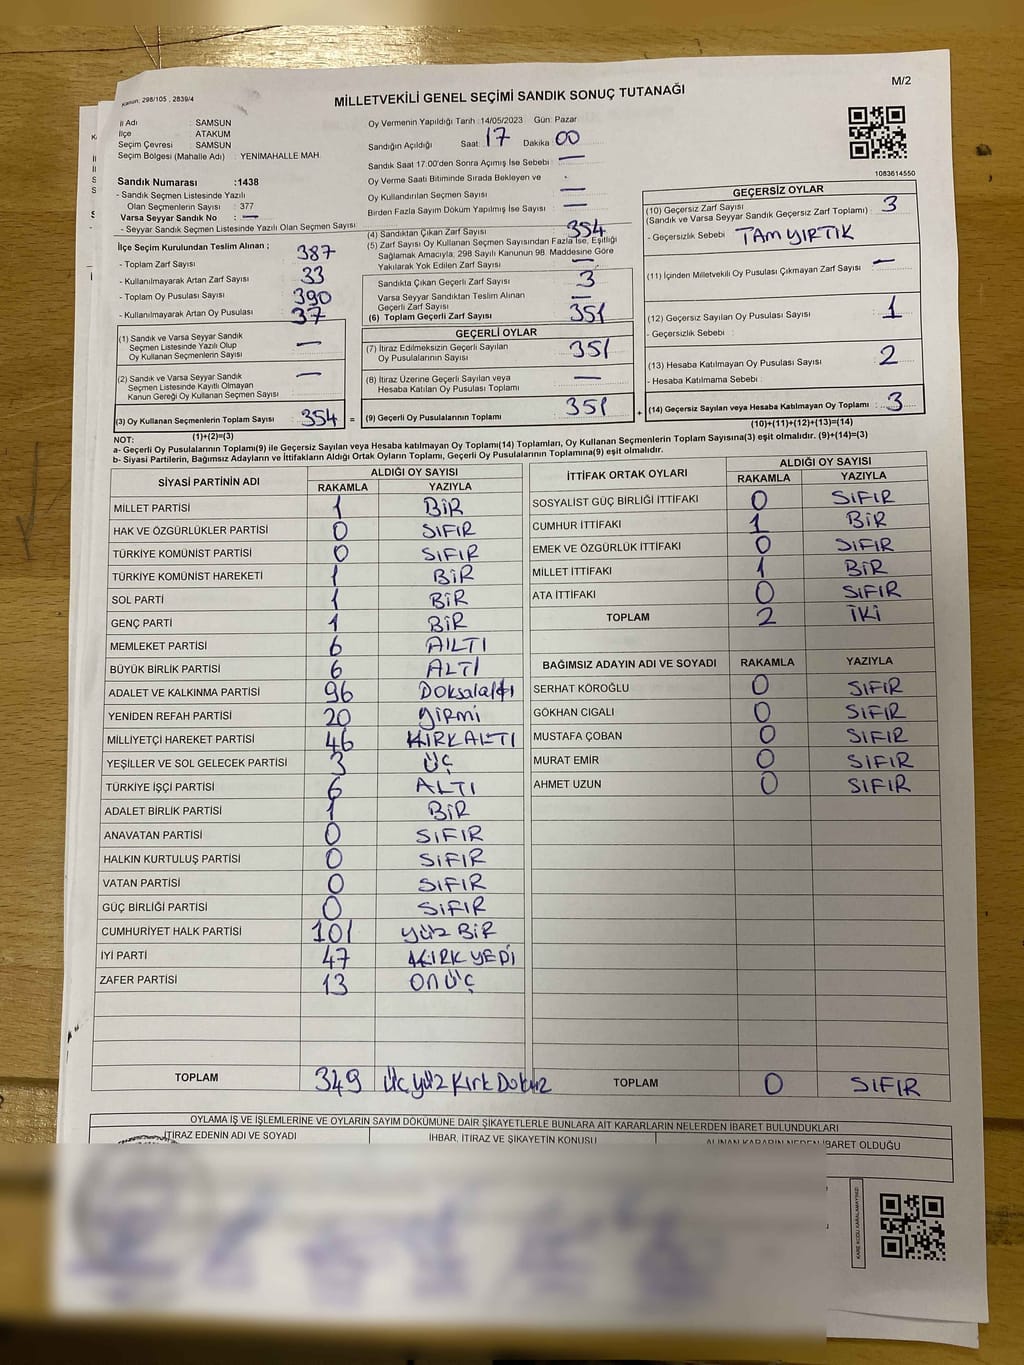 Kanun, 298/105 , 2839/4
MİLLETVEKİLİ GENEL SEÇİMİ SANDIK SONUÇ TUTANAĞI
M/2
İl Adı : SAMSUN
İlçe : ATAKUM
Seçim Çevresi : SAMSUN
Seçim Bölgesi (Mahalle Adı) : YENİMAHALLE MAH.
Sandık Numarası :1438
- Sandık Seçmen Listesinde Yazılı
Olan Seçmenlerin Sayısı : 377
Varsa Seyyar Sandık No : —
- Seyyar Sandık Seçmen Listesinde Yazılı Olan Seçmen Sayısı :
İlçe Seçim Kurulundan Teslim Alınan ;
- Toplam Zarf Sayısı : 387
- Kullanılmayarak Artan Zarf Sayısı : 33
- Toplam Oy Pusulası Sayısı : 390
- Kullanılmayarak Artan Oy Pusulası : 37
(1) Sandık ve Varsa Seyyar Sandık
Seçmen Listesinde Yazılı Olup
Oy Kullanan Seçmenlerin Sayısı : —
(2) Sandık ve Varsa Seyyar Sandık
Seçmen Listesinde Kayıtlı Olmayan
Kanun Gereği Oy Kullanan Seçmen Sayısı : —
(3) Oy Kullanan Seçmenlerin Toplam Sayısı : 354 =
(1)+(2)=(3)
Oy Vermenin Yapıldığı Tarih :14/05/2023 Gün: Pazar
Sandığın Açıldığı Saat: 17 Dakika: 00
Sandık Saat 17.00'den Sonra Açımış İse Sebebi : —
Oy Verme Saati Bitiminde Sırada Bekleyen ve
Oy Kullandırılan Seçmen Sayısı : —
Birden Fazla Sayım Döküm Yapılmış İse Sayısı : —
(4) Sandıktan Çıkan Zarf Sayısı : 354
(5) Zarf Sayısı Oy Kullanan Seçmen Sayısından Fazla İse, Eşitliği
Sağlamak Amacıyla, 298 Sayılı Kanunun 98. Maddesine Göre
Yakılarak Yok Edilen Zarf Sayısı : —
Sandıkta Çıkan Geçerli Zarf Sayısı : 3
Varsa Seyyar Sandıktan Teslim Alınan
Geçerli Zarf Sayısı : —
(6) Toplam Geçerli Zarf Sayısı : 351
GEÇERLİ OYLAR
(7) İtiraz Edilmeksizin Geçerli Sayılan
Oy Pusulalarının Sayısı : 351
(8) İtiraz Üzerine Geçerli Sayılan veya
Hesaba Katılan Oy Pusulası Toplamı : —
(9) Geçerli Oy Pusulalarının Toplamı : 351 +
1083614550
GEÇERSİZ OYLAR
(10) Geçersiz Zarf Sayısı : 3
(Sandık ve Varsa Seyyar Sandık Geçersiz Zarf Toplamı)
- Geçersizlik Sebebi : TAM YIRTIK
(11) İçinden Milletvekili Oy Pusulası Çıkmayan Zarf Sayısı : —
(12) Geçersiz Sayılan Oy Pusulası Sayısı : 1
- Geçersizlik Sebebi :
(13) Hesaba Katılmayan Oy Pusulası Sayısı : 2
- Hesaba Katılmama Sebebi :
(14) Geçersiz Sayılan veya Hesaba Katılmayan Oy Toplamı : 3
(10)+(11)+(12)+(13)=(14)
NOT:
a- Geçerli Oy Pusulalarının Toplamı(9) ile Geçersiz Sayılan veya Hesaba katılmayan Oy Toplamı(14) Toplamları, Oy Kullanan Seçmenlerin Toplam Sayısına(3) eşit olmalıdır. (9)+(14)=(3)
b- Siyasi Partilerin, Bağımsız Adayların ve İttifakların Aldığı Ortak Oyların Toplamı, Geçerli Oy Pusulalarının Toplamına(9) eşit olmalıdır.
SİYASİ PARTİNİN ADI ALDIĞI OY SAYISI
RAKAMLA YAZIYLA
MİLLET PARTİSİ 1 BİR
HAK VE ÖZGÜRLÜKLER PARTİSİ 0 SIFIR
TÜRKİYE KOMÜNİST PARTİSİ 0 SIFIR
TÜRKİYE KOMÜNİST HAREKETİ 1 BİR
SOL PARTİ 1 BİR
GENÇ PARTİ 1 BİR
MEMLEKET PARTİSİ 6 AILTI
BÜYÜK BİRLİK PARTİSİ 6 ALTI
ADALET VE KALKINMA PARTİSİ 96 Doksalaltı
YENİDEN REFAH PARTİSİ 20 yirmi
MİLLİYETÇİ HAREKET PARTİSİ 46 KIRKALTI
YEŞİLLER VE SOL GELECEK PARTİSİ 3 ÜÇ
TÜRKİYE İŞÇİ PARTİSİ 6 ALTI
ADALET BİRLİK PARTİSİ 1 BİR
ANAVATAN PARTİSİ 0 SIFIR
HALKIN KURTULUŞ PARTİSİ 0 SIFIR
VATAN PARTİSİ 0 SIFIR
GÜÇ BİRLİĞİ PARTİSİ 0 SIFIR
CUMHURİYET HALK PARTİSİ 101 YÜZ BİR
İYİ PARTİ 47 KIRK YEDİ
ZAFER PARTİSİ 13 ONÜÇ
TOPLAM 349 Üç yüz Kırk Dokuz
İTTİFAK ORTAK OYLARI ALDIĞI OY SAYISI
RAKAMLA YAZIYLA
SOSYALİST GÜÇ BİRLİĞİ İTTİFAKI 0 SIFIR
CUMHUR İTTİFAKI 1 BİR
EMEK VE ÖZGÜRLÜK İTTİFAKI 0 SIFIR
MİLLET İTTİFAKI 1 BİR
ATA İTTİFAKI 0 SIFIR
TOPLAM 2 İKİ
BAĞIMSIZ ADAYIN ADI VE SOYADI RAKAMLA YAZIYLA
SERHAT KÖROĞLU 0 SIFIR
GÖKHAN CIGALI 0 SIFIR
MUSTAFA ÇOBAN 0 SIFIR
MURAT EMİR 0 SIFIR
AHMET UZUN 0 SIFIR
TOPLAM 0 SIFIR
OYLAMA İŞ VE İŞLEMLERİNE VE OYLARIN SAYIM DÖKÜMÜNE DAİR ŞİKAYETLERLE BUNLARA AİT KARARLARIN NELERDEN İBARET BULUNDUKLARI
İTİRAZ EDENİN ADI VE SOYADI İHBAR, İTİRAZ VE ŞİKAYETİN KONUSU ALINAN KARARIN NEDEN İBARET OLDUĞU
KARE KODU KARALAMAYINIZ!